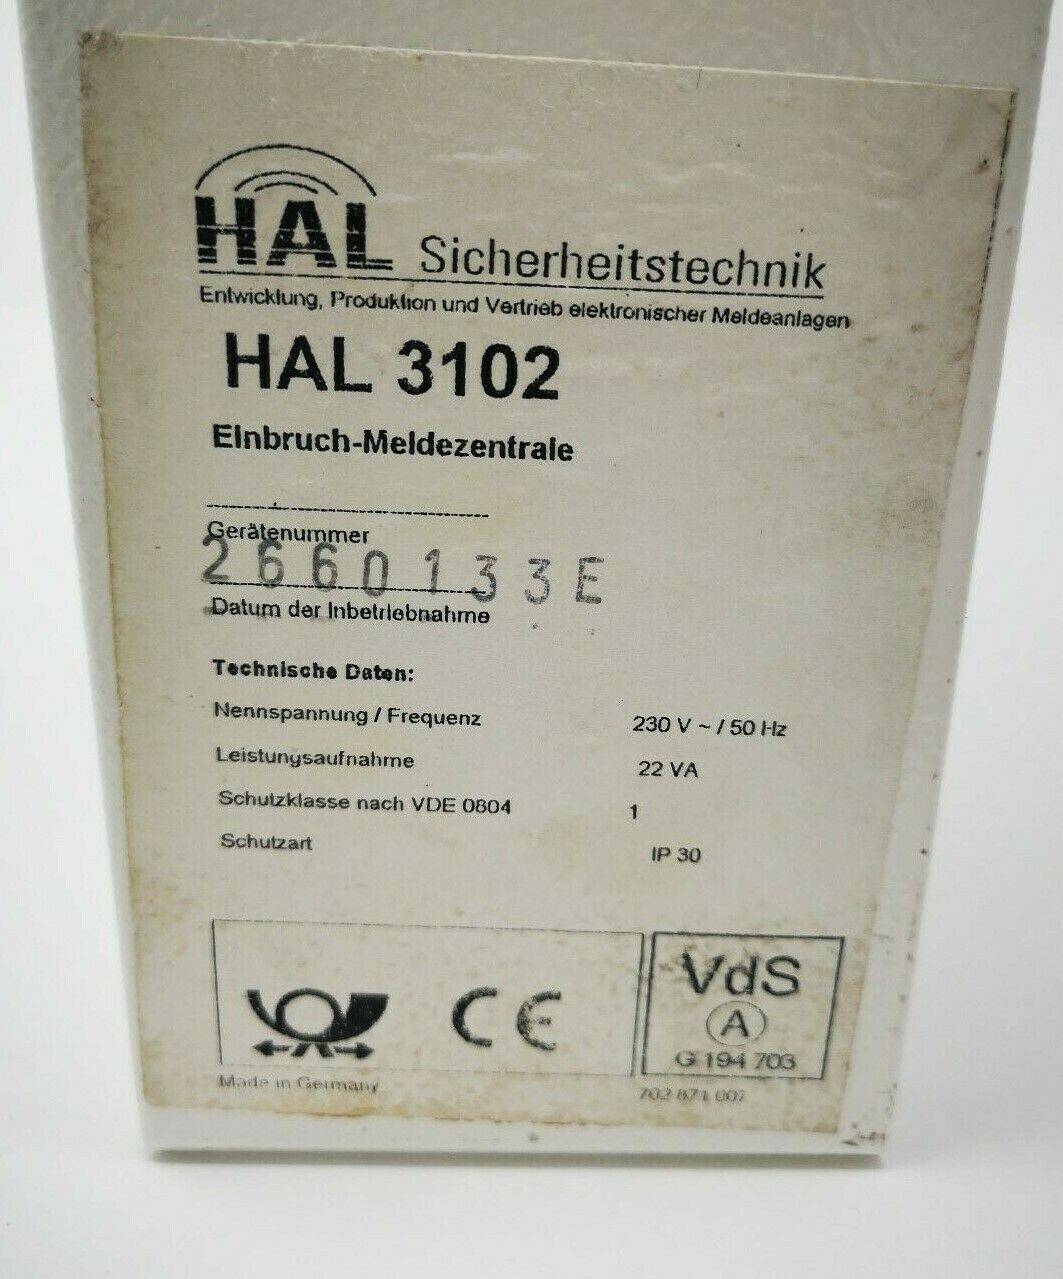 HAL Sicherheitstechnik
Entwicklung, Produktion und Vertrieb elektronischer Meldeanlagen
HAL 3102
Einbruch-Meldezentrale
Gerätenummer
2660133E
Datum der Inbetriebnahme
Technische Daten:
Nennspannung / Frequenz 230 V ~ / 50 Hz
Leistungsaufnahme 22 VA
Schutzklasse nach VDE 0804 1
Schutzart IP 30
CE
VdS
A
G 194 703
Made in Germany
702 871 007